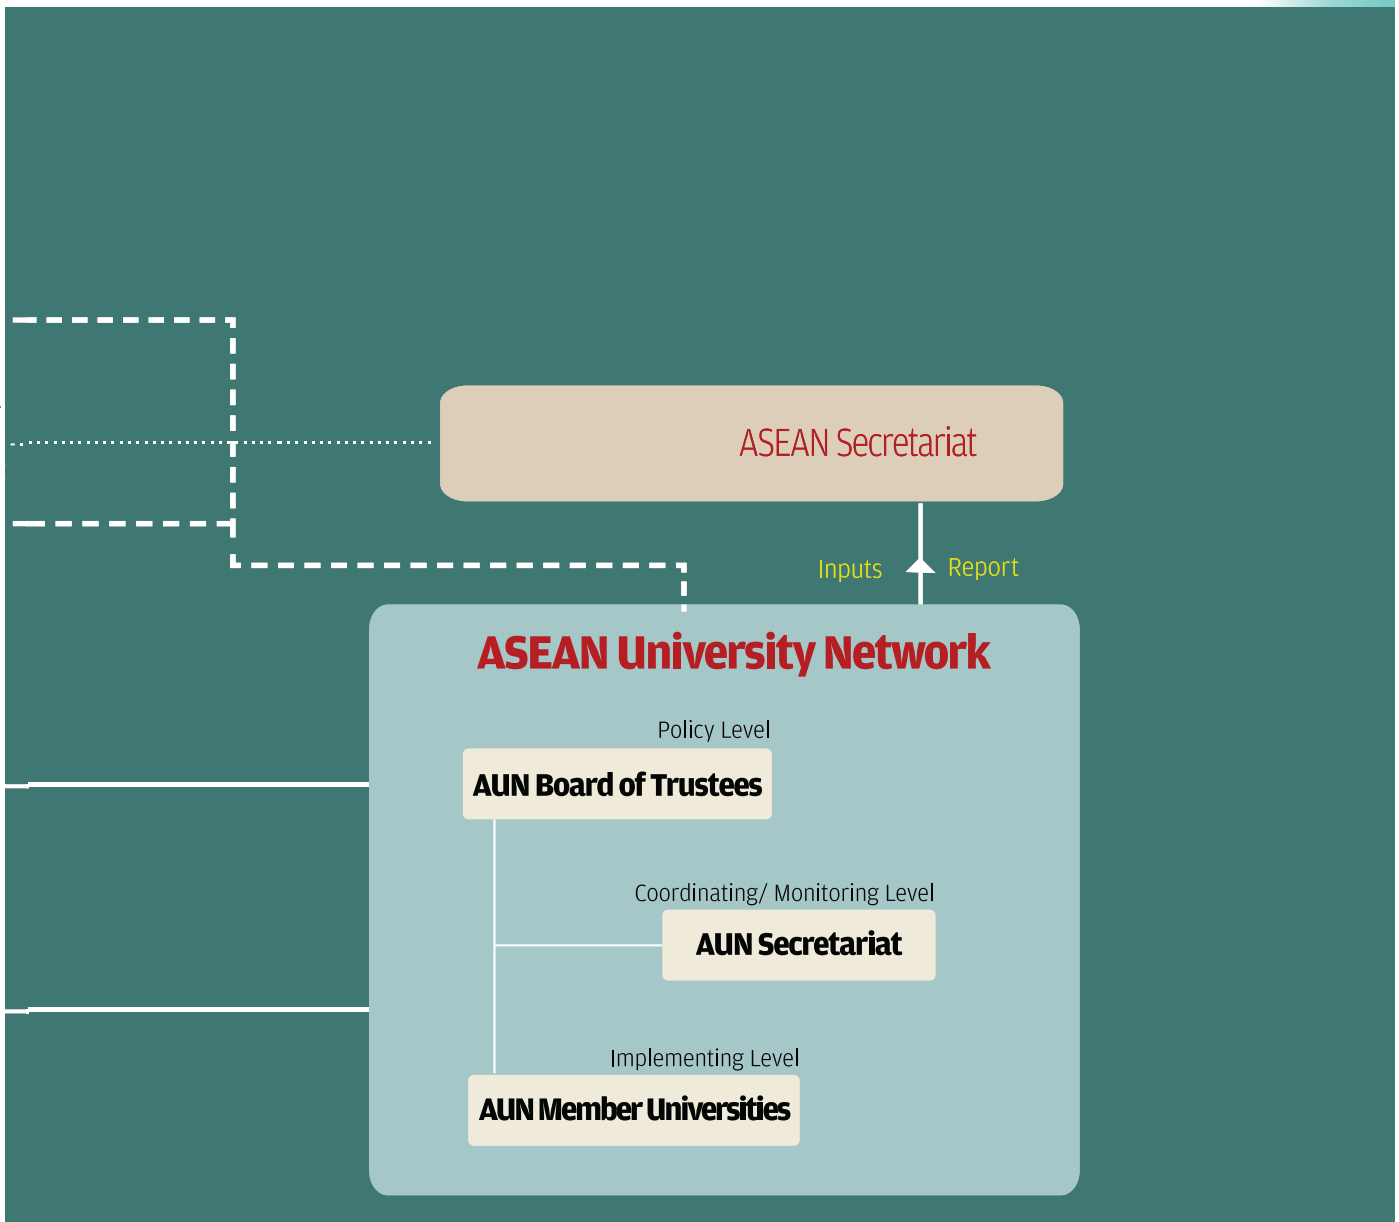 ASEAN Secretariat
Inputs
Report
ASEAN University Network
Policy Level
AUN Board of Trustees
Coordinating/ Monitoring Level
AUN Secretariat
Implementing Level
AUN Member Universities